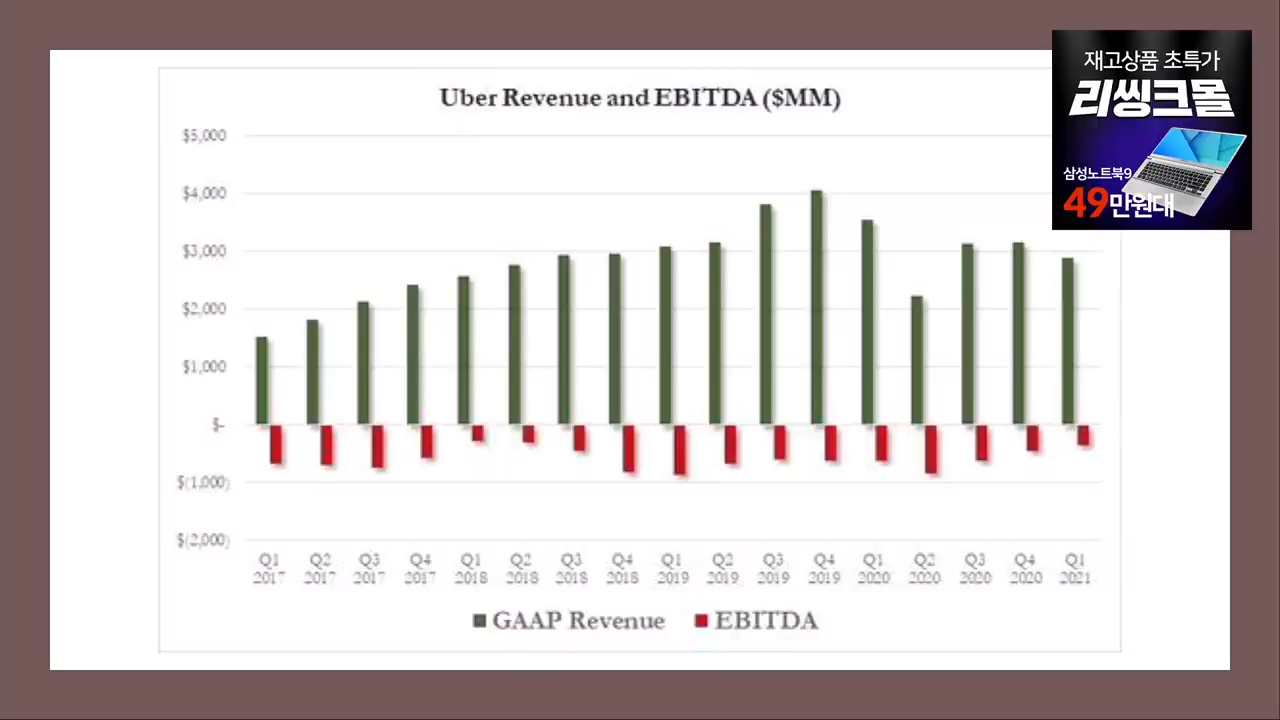 Uber Revenue and EBITDA ($MM)
$5,000
$4,000
$3,000
$2,000
$1,000
$-
$(1,000)
$(2,000)
Q1 Q2 Q3 Q4 Q1 Q2 Q3 Q4 Q1 Q2 Q3 Q4 Q1 Q2 Q3 Q4 Q1
2017 2017 2017 2017 2018 2018 2018 2018 2019 2019 2019 2019 2020 2020 2020 2020 2021
GAAP Revenue EBITDA
재고상품 초특가
리씽크몰
삼성노트북9
49만원대